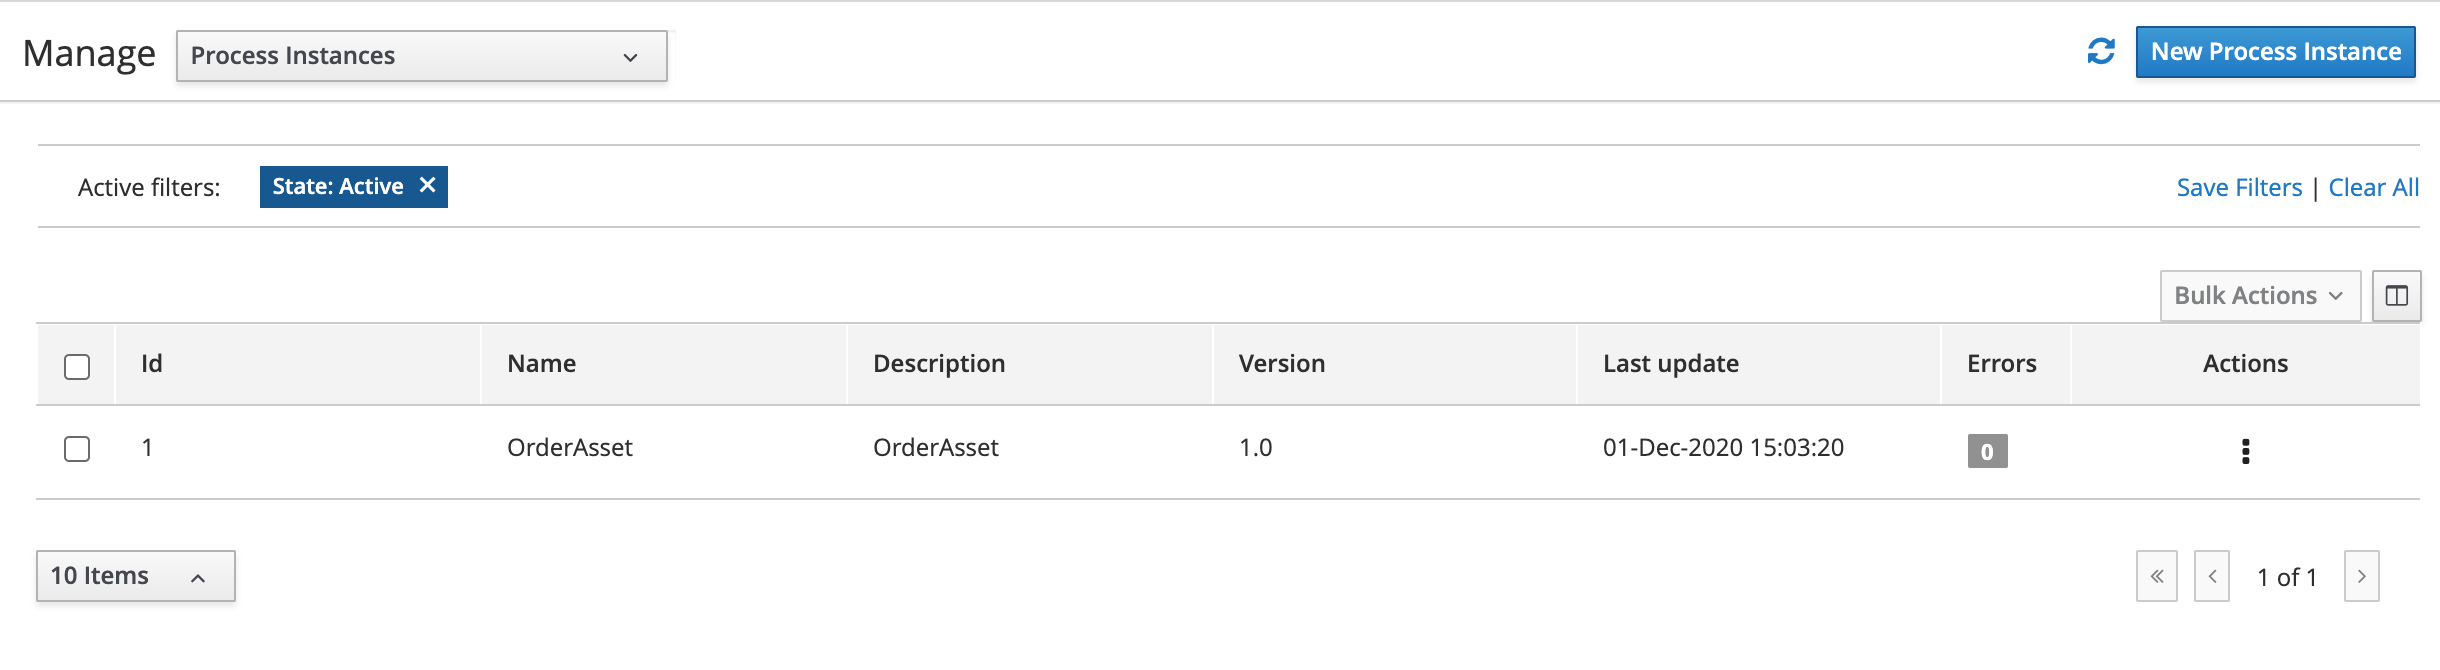 Manage Process Instances New Process Instance
Active filters: State: Active Save Filters | Clear All
Bulk Actions
Id Name Description Version Last update Errors Actions
1 OrderAsset OrderAsset 1.0 01-Dec-2020 15:03:20 0
10 Items 1 of 1